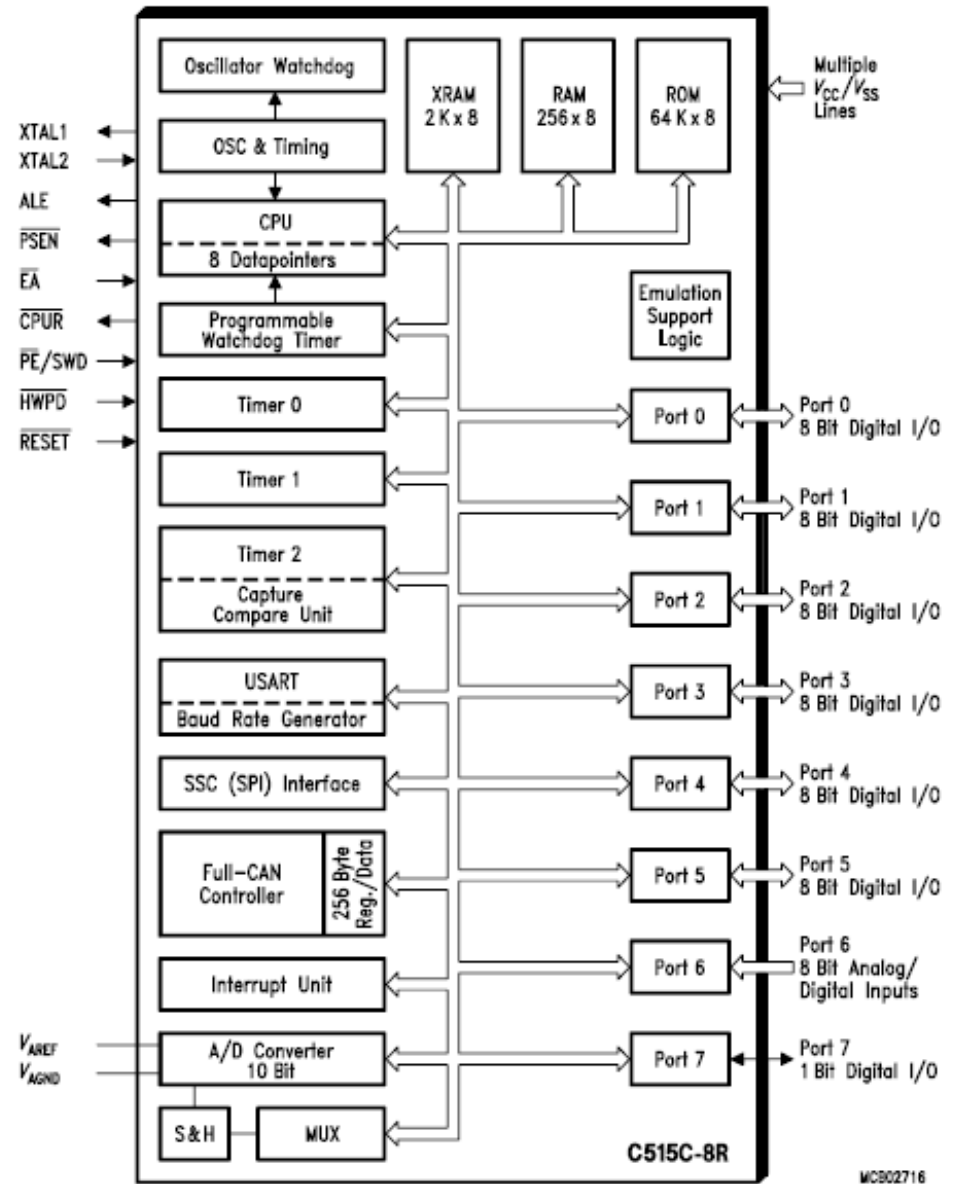 Oscillator Watchdog
OSC & Timing
CPU
8 Datapointers
Programmable
Watchdog Timer
Timer 0
Timer 1
Timer 2
Capture
Compare Unit
USART
Baud Rate Generator
SSC (SPI) Interface
Full-CAN
Controller
256 Byte
Reg./Data
Interrupt Unit
A/D Converter
10 Bit
S&H
MUX
XTAL1
XTAL2
ALE
P̅S̅E̅N̅
E̅A̅
C̅P̅U̅R̅
P̅E̅/SWD
H̅W̅P̅D̅
R̅E̅S̅E̅T̅
VAREF
VAGND
XRAM
2 K x 8
RAM
256 x 8
ROM
64 K x 8
Multiple
VCC/VSS
Lines
Emulation
Support
Logic
Port 0
Port 1
Port 2
Port 3
Port 4
Port 5
Port 6
Port 7
Port 0
8 Bit Digital I/O
Port 1
8 Bit Digital I/O
Port 2
8 Bit Digital I/O
Port 3
8 Bit Digital I/O
Port 4
8 Bit Digital I/O
Port 5
8 Bit Digital I/O
Port 6
8 Bit Analog/
Digital Inputs
Port 7
1 Bit Digital I/O
C515C-8R
MCB02716